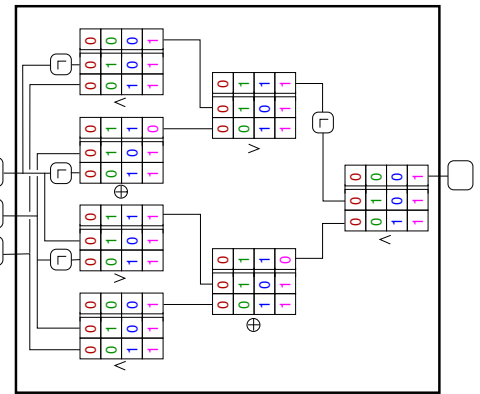 ¬ ¬ ¬
0 0 0 0 0 0 0 0 0 0 0 0
0 1 0 0 1 1 0 1 1 0 1 0
∧ ∨ ⊕ ∧
1 0 0 1 0 1 1 0 1 1 0 0
1 1 1 1 1 1 1 1 0 1 1 1
0 0 0 0 0 0
0 1 1 0 1 1
⊕ ∨
1 0 1 1 0 1
1 1 0 1 1 1
¬
0 0 0
0 1 0
∧
1 0 0
1 1 1